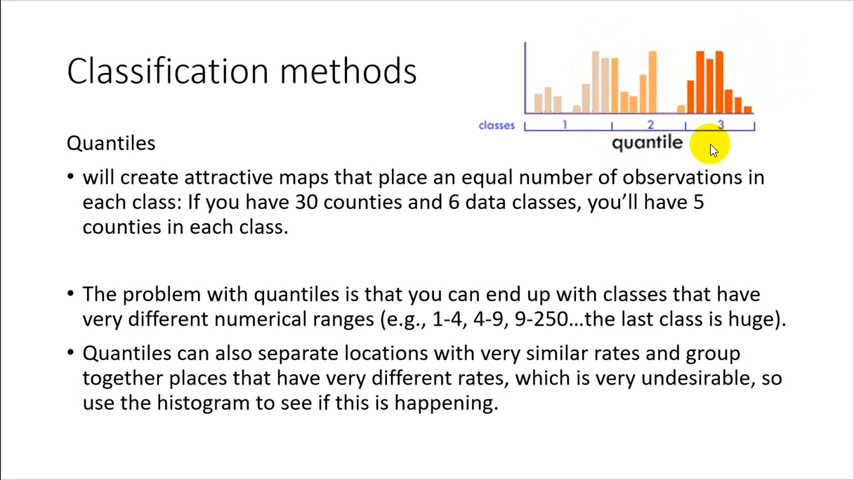 Classification methods
classes 1 2 3
quantile
Quantiles
• will create attractive maps that place an equal number of observations in
each class: If you have 30 counties and 6 data classes, you’ll have 5
counties in each class.
• The problem with quantiles is that you can end up with classes that have
very different numerical ranges (e.g., 1-4, 4-9, 9-250…the last class is huge).
• Quantiles can also separate locations with very similar rates and group
together places that have very different rates, which is very undesirable, so
use the histogram to see if this is happening.